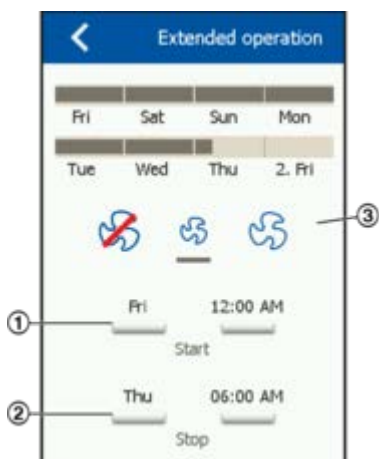 Extended operation
Fri Sat Sun Mon
Tue Wed Thu 2. Fri
3
Fri 12:00 AM
1
Start
Thu 06:00 AM
2
Stop